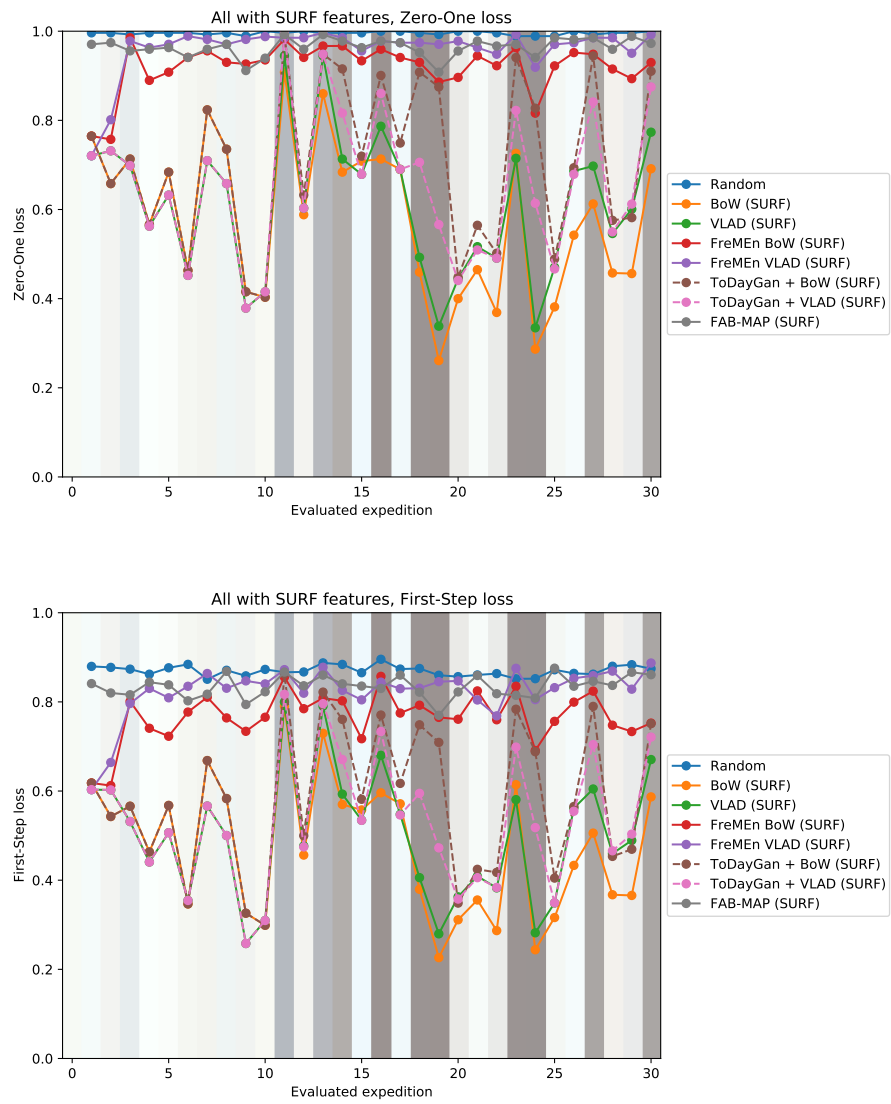 All with SURF features, Zero-One loss
1.0
0.8
0.6
0.4
0.2
0.0
Zero-One loss
0
5
10
15
20
25
30
Evaluated expedition
Random
BoW (SURF)
VLAD (SURF)
FreMEn BoW (SURF)
FreMEn VLAD (SURF)
ToDayGan + BoW (SURF)
ToDayGan + VLAD (SURF)
FAB-MAP (SURF)
All with SURF features, First-Step loss
1.0
0.8
0.6
0.4
0.2
0.0
First-Step loss
0
5
10
15
20
25
30
Evaluated expedition
Random
BoW (SURF)
VLAD (SURF)
FreMEn BoW (SURF)
FreMEn VLAD (SURF)
ToDayGan + BoW (SURF)
ToDayGan + VLAD (SURF)
FAB-MAP (SURF)